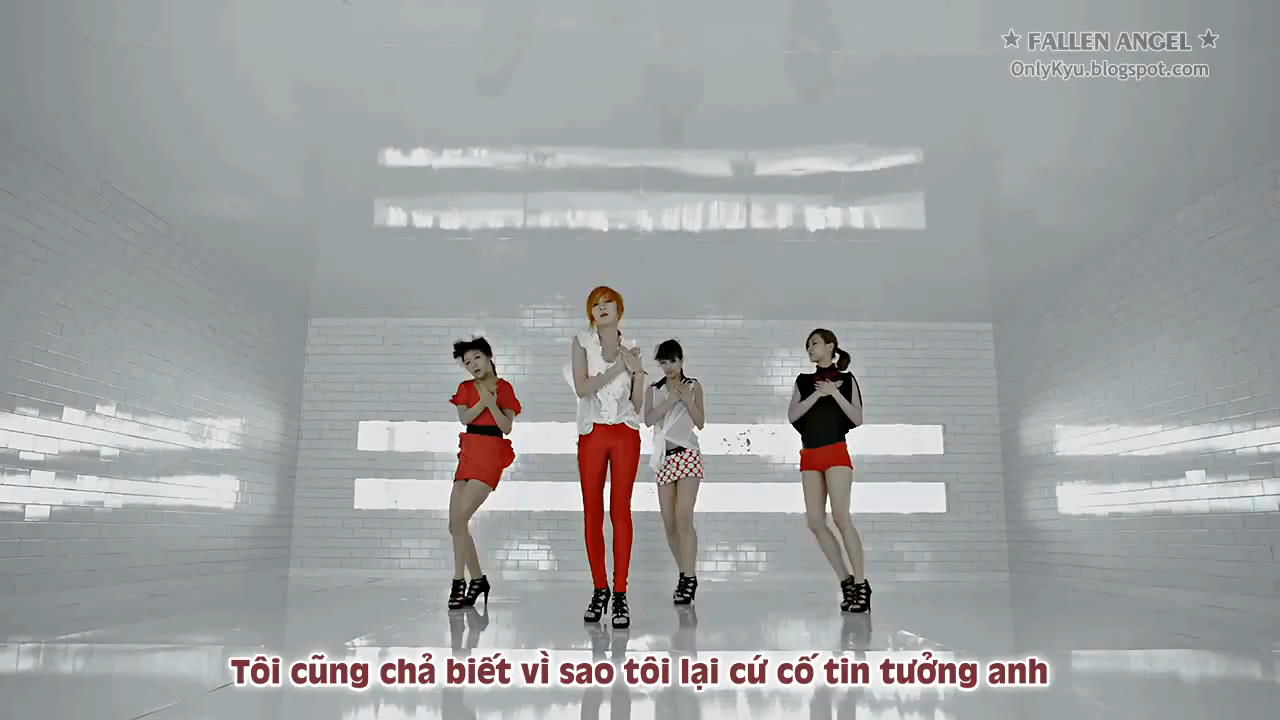 ★ FALLEN ANGEL ★
OnlyKyu.blogspot.com
Tôi cũng chả biết vì sao tôi lại cứ cố tin tưởng anh